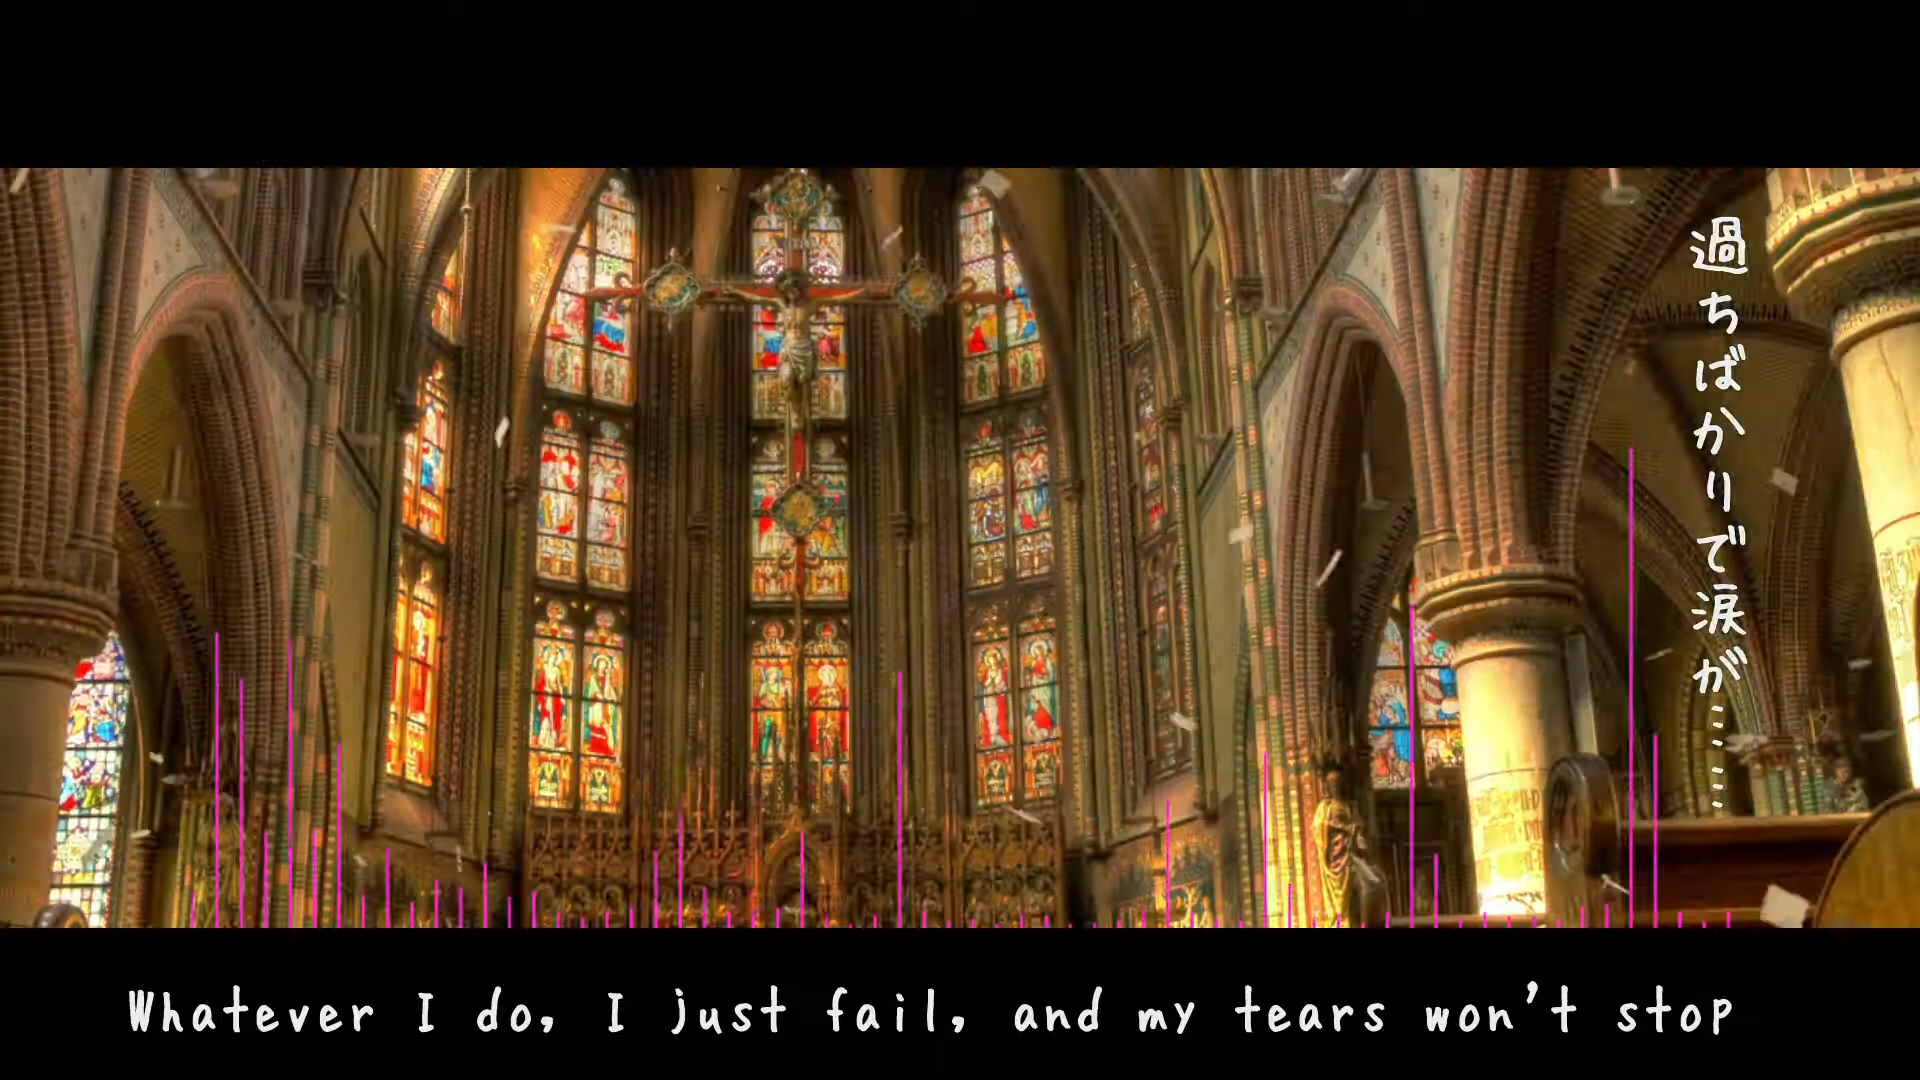 過ちばかりで涙が……
Whatever I do, I just fail, and my tears won't stop